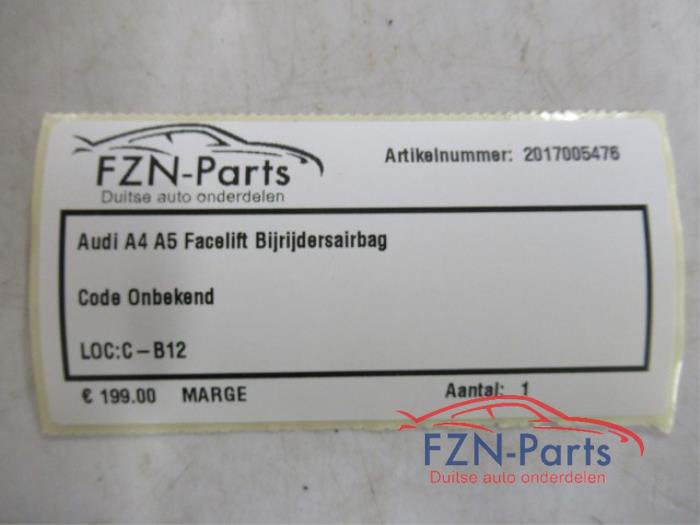 FZN-Parts
Duitse auto onderdelen
Artikelnummer: 2017005476
Audi A4 A5 Facelift Bijrijdersairbag
Code Onbekend
LOC:C-B12
€ 199.00 MARGE Aantal: 1
FZN-Parts
Duitse auto onderdelen